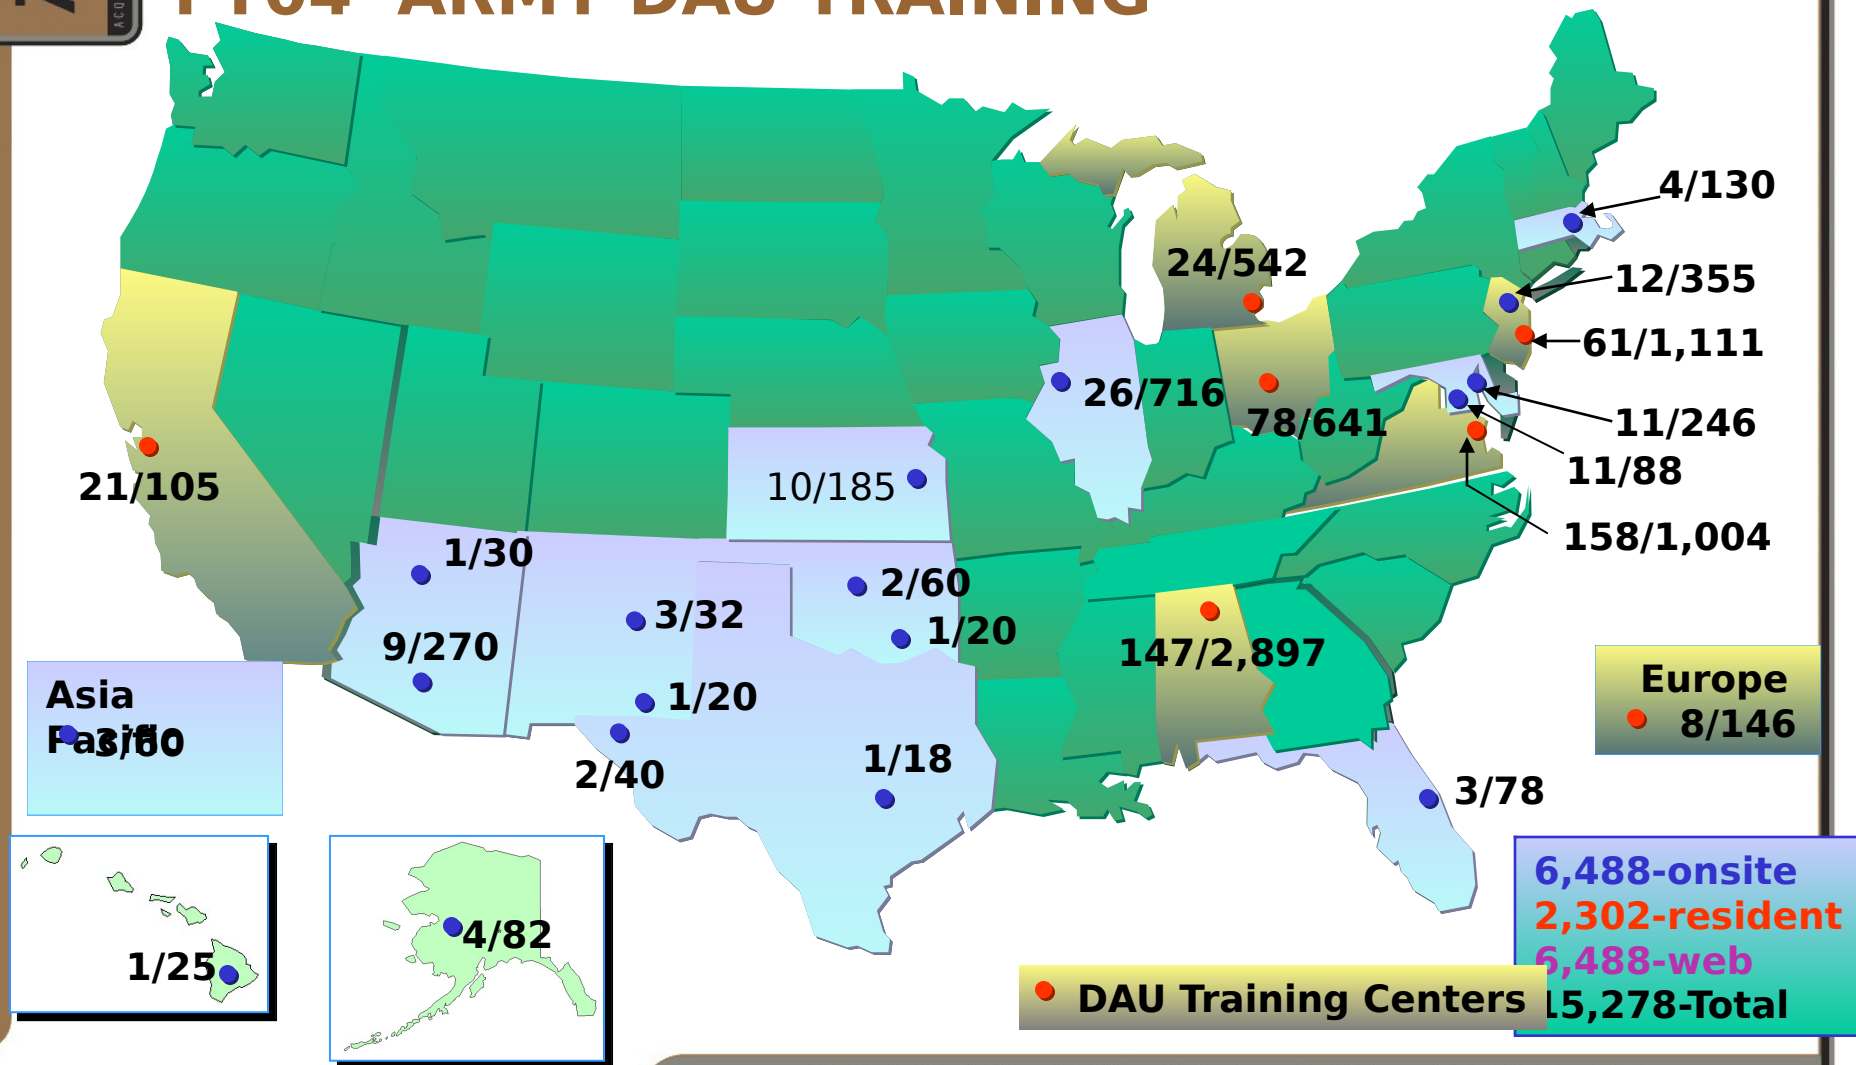 FY04 ARMY DAU TRAINING
ACQ
4/130
24/542
12/355
61/1,111
26/716
78/641
11/246
11/88
21/105
10/185
158/1,004
1/30
2/60
3/32
1/20
9/270
147/2,897
1/20
Asia
Pacific
Europe
8/146
1/18
2/40
3/78
6,488-onsite
2,302-resident
6,488-web
15,278-Total
4/82
1/25
DAU Training Centers